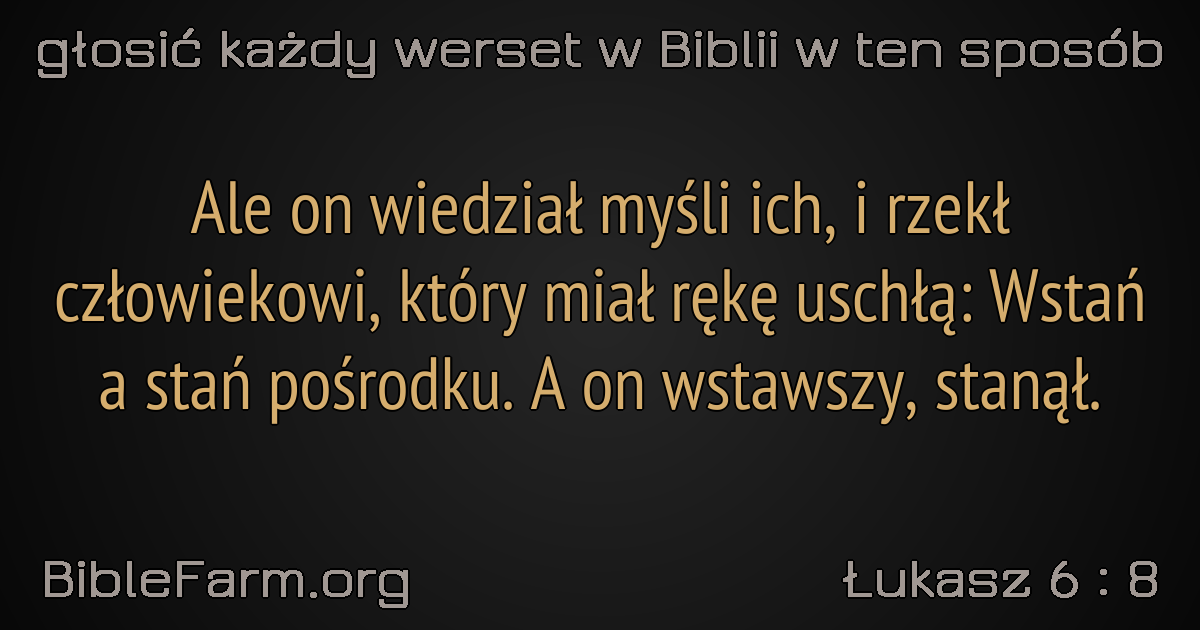 głosić każdy werset w Biblii w ten sposób
Ale on wiedział myśli ich, i rzekł
człowiekowi, który miał rękę uschłą: Wstań
a stań pośrodku. A on wstawszy, stanął.
BibleFarm.org
Łukasz 6 : 8